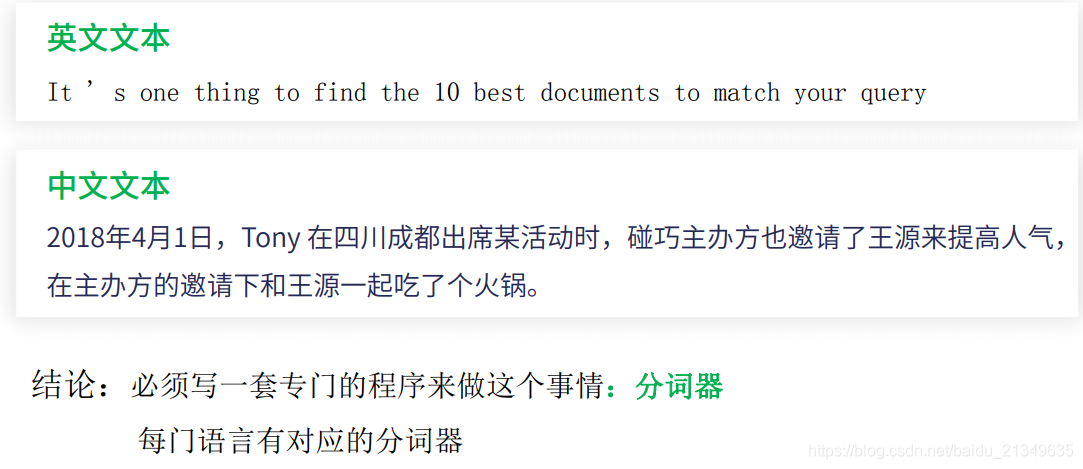 英文文本
It ’ s one thing to find the 10 best documents to match your query
中文文本
2018年4月1日，Tony 在四川成都出席某活动时，碰巧主办方也邀请了王源来提高人气，
在主办方的邀请下和王源一起吃了个火锅。
结论：必须写一套专门的程序来做这个事情：分词器
每门语言有对应的分词器
https://blog.csdn.net/baidu_21349635